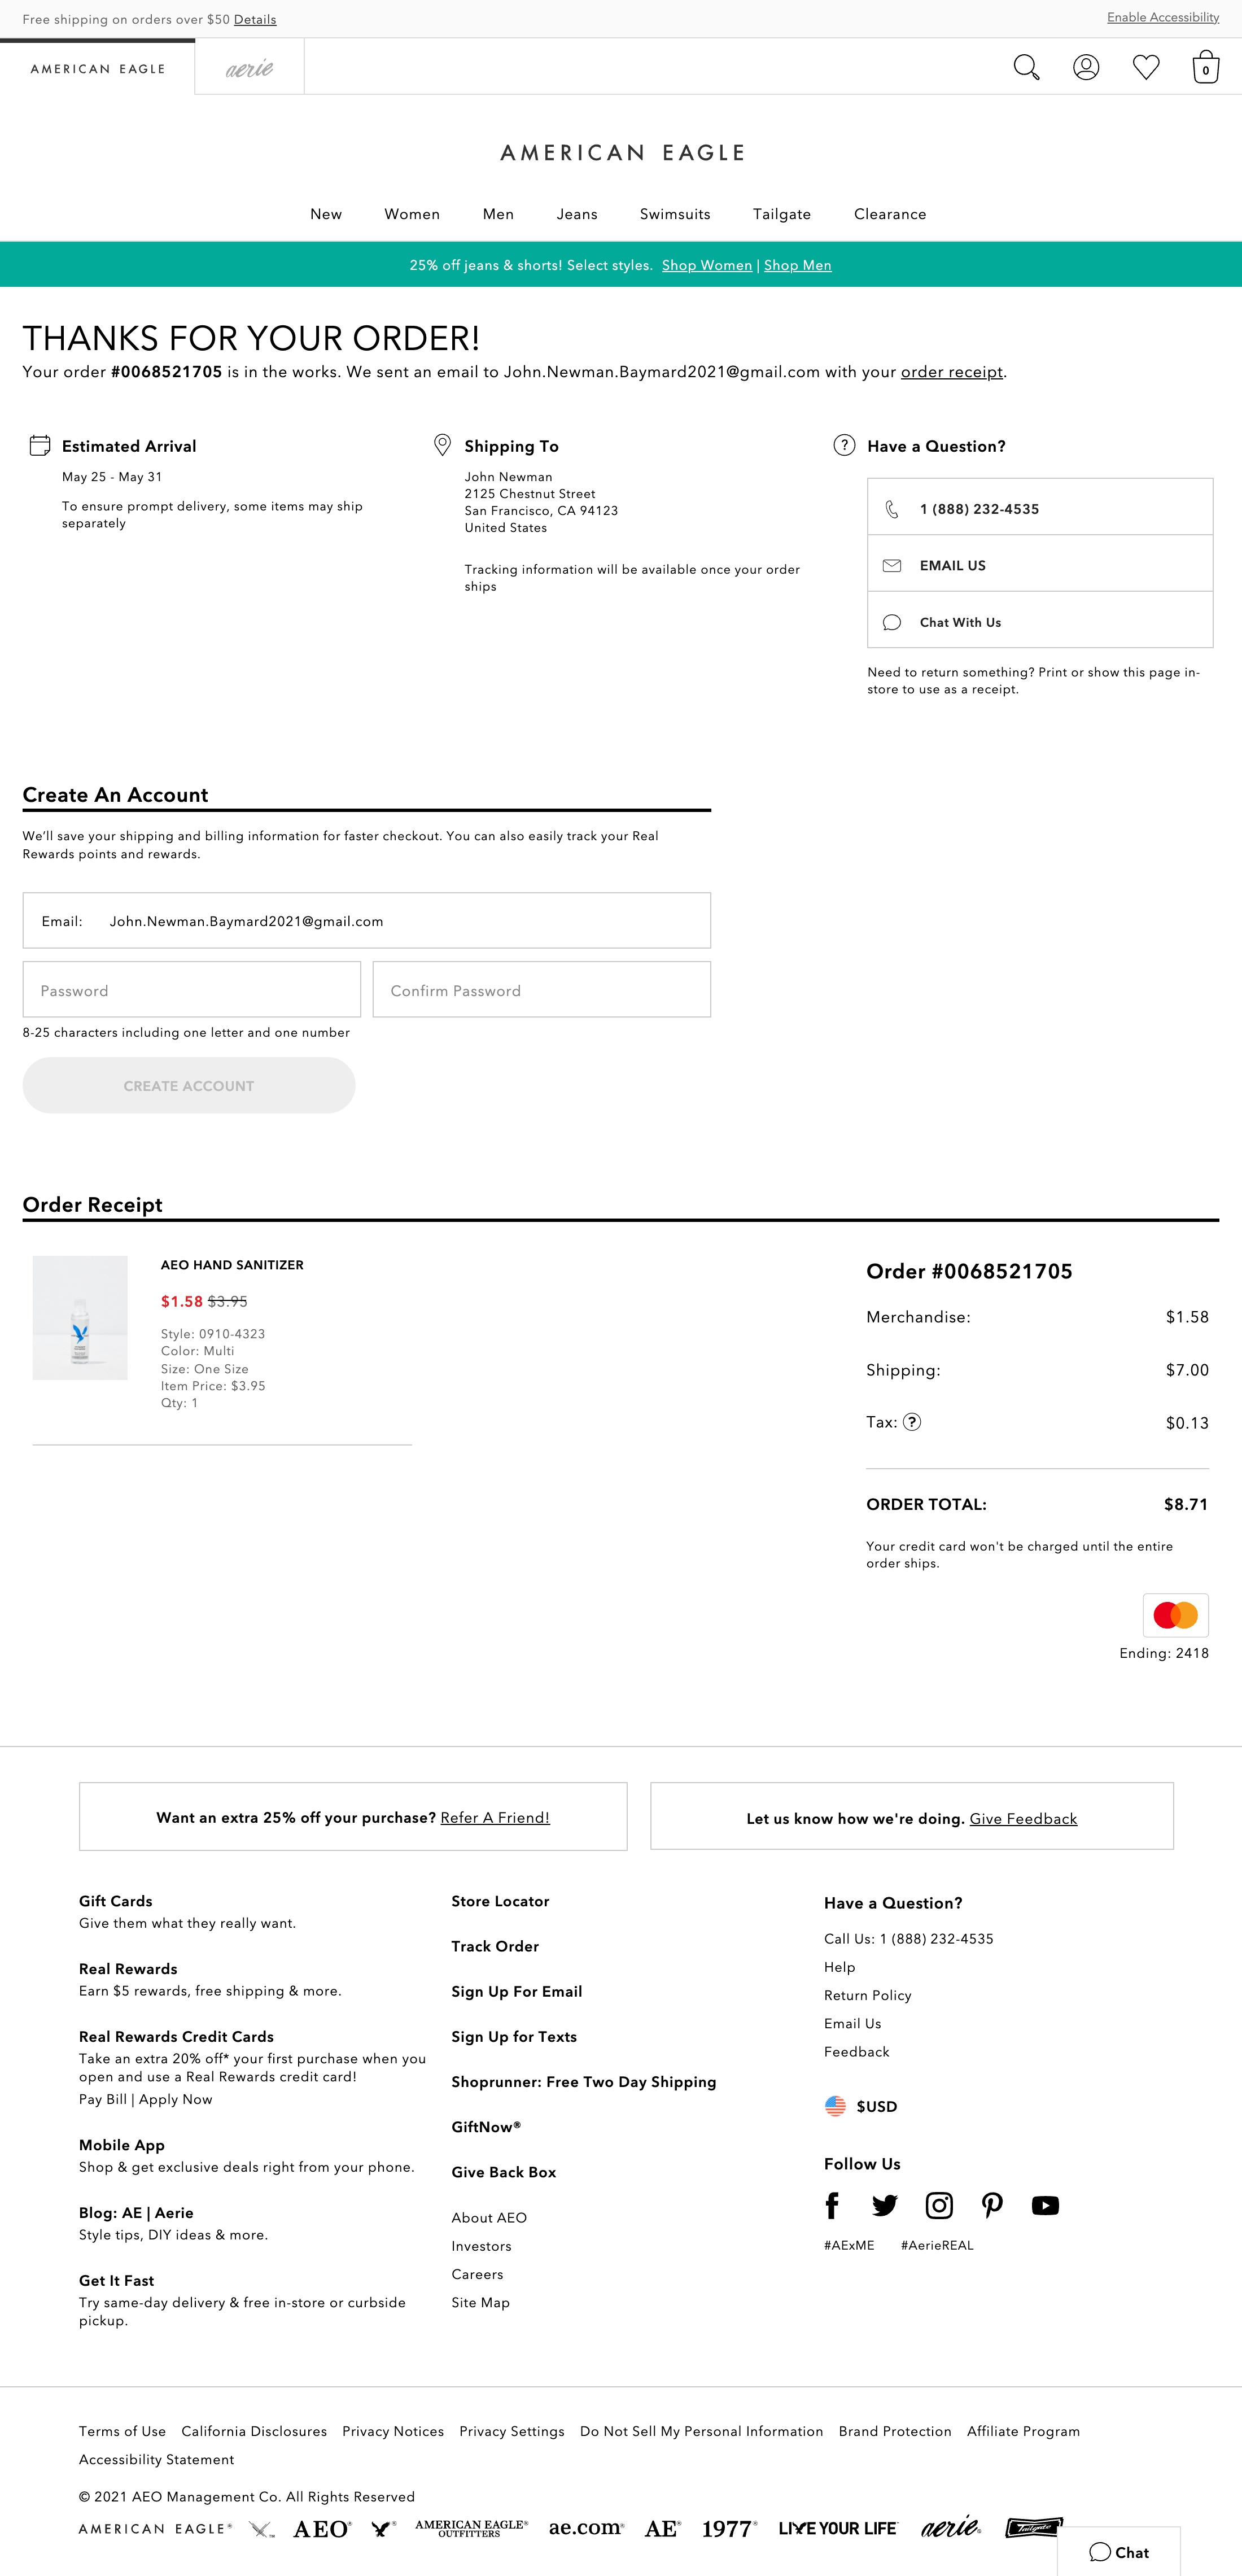 Free shipping on orders over $50 Details
Enable Accessibility
AMERICAN EAGLE
aerie
0
AMERICAN EAGLE
New Women Men Jeans Swimsuits Tailgate Clearance
25% off jeans & shorts! Select styles. Shop Women | Shop Men
THANKS FOR YOUR ORDER!
Your order #0068521705 is in the works. We sent an email to John.Newman.Baymard2021@gmail.com with your order receipt.
Estimated Arrival
May 25 - May 31
To ensure prompt delivery, some items may ship
separately
Shipping To
John Newman
2125 Chestnut Street
San Francisco, CA 94123
United States
Tracking information will be available once your order
ships
? Have a Question?
1 (888) 232-4535
EMAIL US
Chat With Us
Need to return something? Print or show this page in-
store to use as a receipt.
Create An Account
We'll save your shipping and billing information for faster checkout. You can also easily track your Real
Rewards points and rewards.
Email: John.Newman.Baymard2021@gmail.com
Password
Confirm Password
8-25 characters including one letter and one number
CREATE ACCOUNT
Order Receipt
AEO HAND SANITIZER
$1.58 $3.95
Style: 0910-4323
Color: Multi
Size: One Size
Item Price: $3.95
Qty: 1
Order #0068521705
Merchandise: $1.58
Shipping: $7.00
Tax: ? $0.13
ORDER TOTAL: $8.71
Your credit card won't be charged until the entire
order ships.
Ending: 2418
Want an extra 25% off your purchase? Refer A Friend!
Let us know how we're doing. Give Feedback
Gift Cards
Give them what they really want.
Real Rewards
Earn $5 rewards, free shipping & more.
Real Rewards Credit Cards
Take an extra 20% off* your first purchase when you
open and use a Real Rewards credit card!
Pay Bill | Apply Now
Mobile App
Shop & get exclusive deals right from your phone.
Blog: AE | Aerie
Style tips, DIY ideas & more.
Get It Fast
Try same-day delivery & free in-store or curbside
pickup.
Store Locator
Track Order
Sign Up For Email
Sign Up for Texts
Shoprunner: Free Two Day Shipping
GiftNow®
Give Back Box
About AEO
Investors
Careers
Site Map
Have a Question?
Call Us: 1 (888) 232-4535
Help
Return Policy
Email Us
Feedback
$USD
Follow Us
#AExME #AerieREAL
Terms of Use California Disclosures Privacy Notices Privacy Settings Do Not Sell My Personal Information Brand Protection Affiliate Program
Accessibility Statement
© 2021 AEO Management Co. All Rights Reserved
AMERICAN EAGLE® ™ AEO® ® AMERICAN EAGLE® OUTFITTERS ae.com® AE® 1977® LIVE YOUR LIFE® aerie® Tailgate
Chat